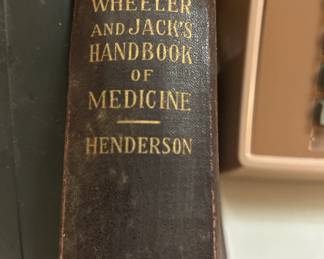 WHEELER
AND JACK'S
HANDBOOK
OF
MEDICINE
HENDERSON